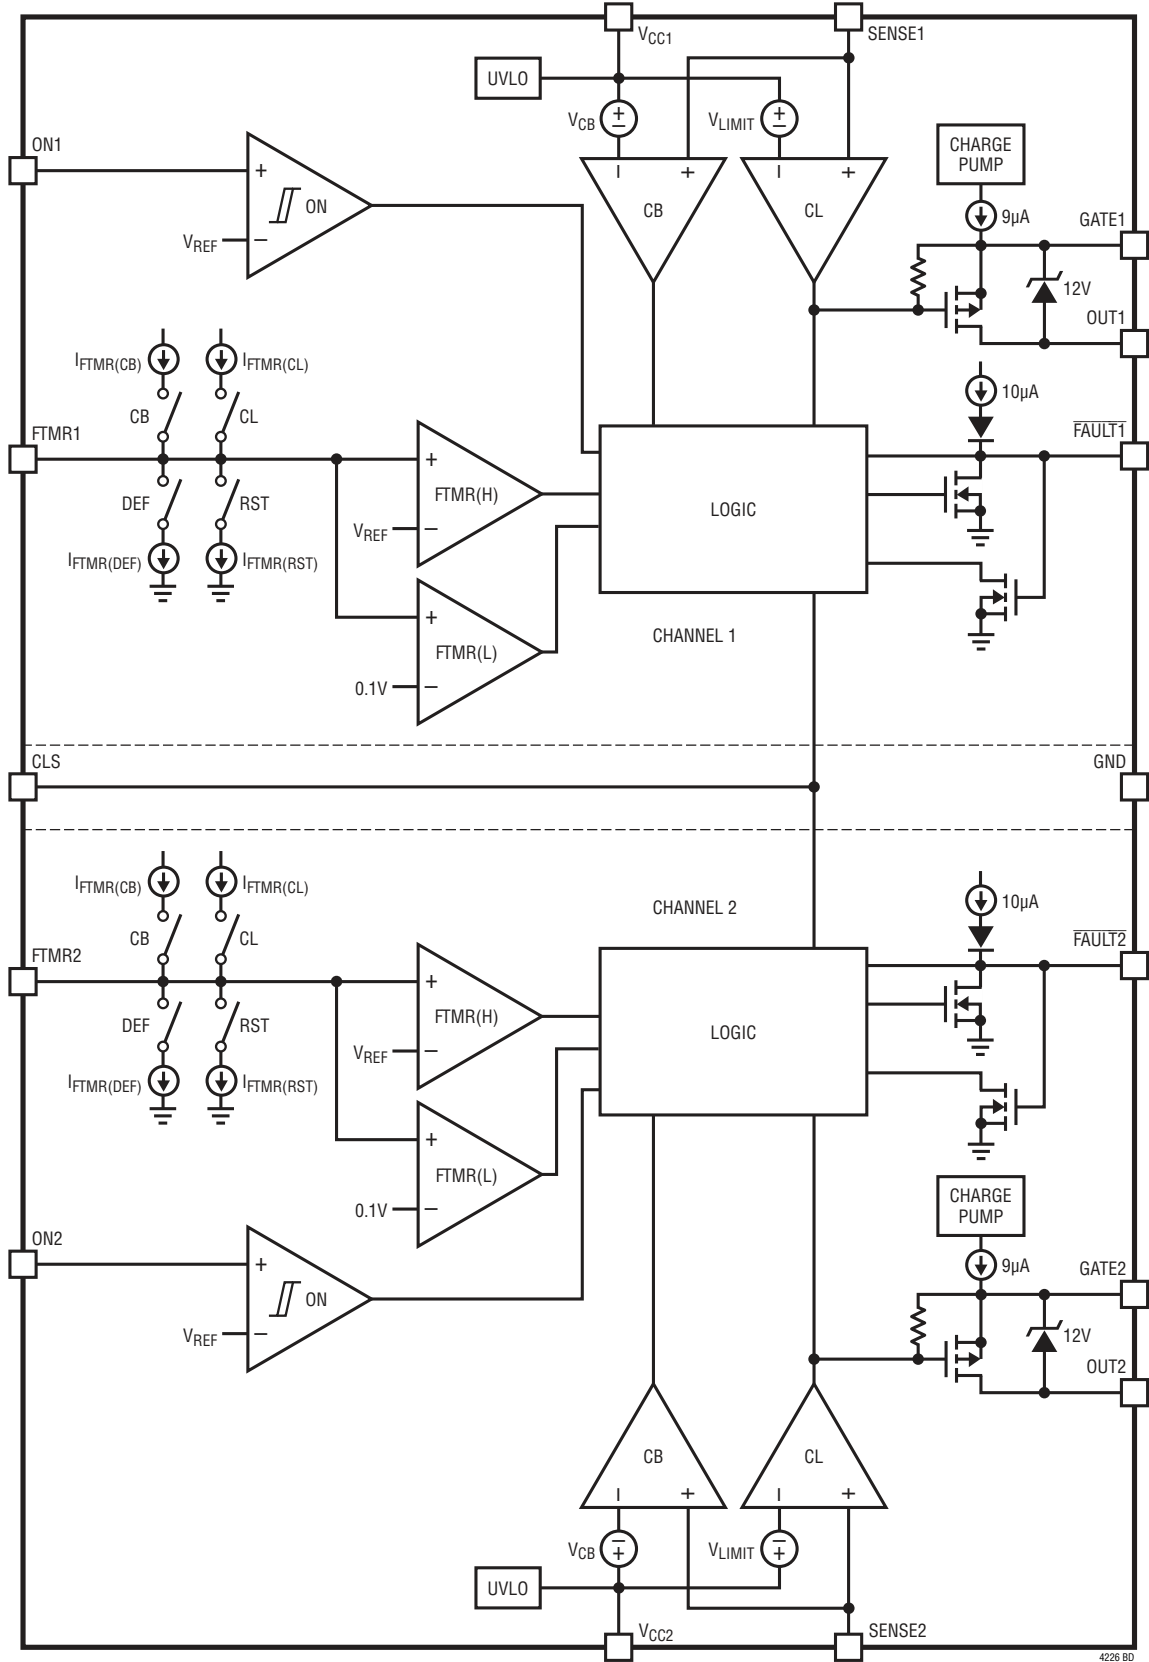 VCC1
SENSE1
UVLO
VCB
+
−
VLIMIT
+
−
ON1
+
ON
VREF
−
−
+
CB
−
+
CL
CHARGE
PUMP
9µA
GATE1
12V
OUT1
IFTMR(CB)
IFTMR(CL)
CB
CL
10µA
FTMR1
FAULT1
DEF
RST
+
FTMR(H)
VREF
−
LOGIC
IFTMR(DEF)
IFTMR(RST)
+
FTMR(L)
0.1V
−
CHANNEL 1
CLS
GND
IFTMR(CB)
IFTMR(CL)
CB
CL
CHANNEL 2
10µA
FTMR2
FAULT2
DEF
RST
+
FTMR(H)
VREF
−
LOGIC
IFTMR(DEF)
IFTMR(RST)
+
FTMR(L)
0.1V
−
CHARGE
PUMP
ON2
+
ON
VREF
−
9µA
GATE2
12V
OUT2
CB
−
+
CL
−
+
VCB
−
+
VLIMIT
−
+
UVLO
VCC2
SENSE2
4226 BD